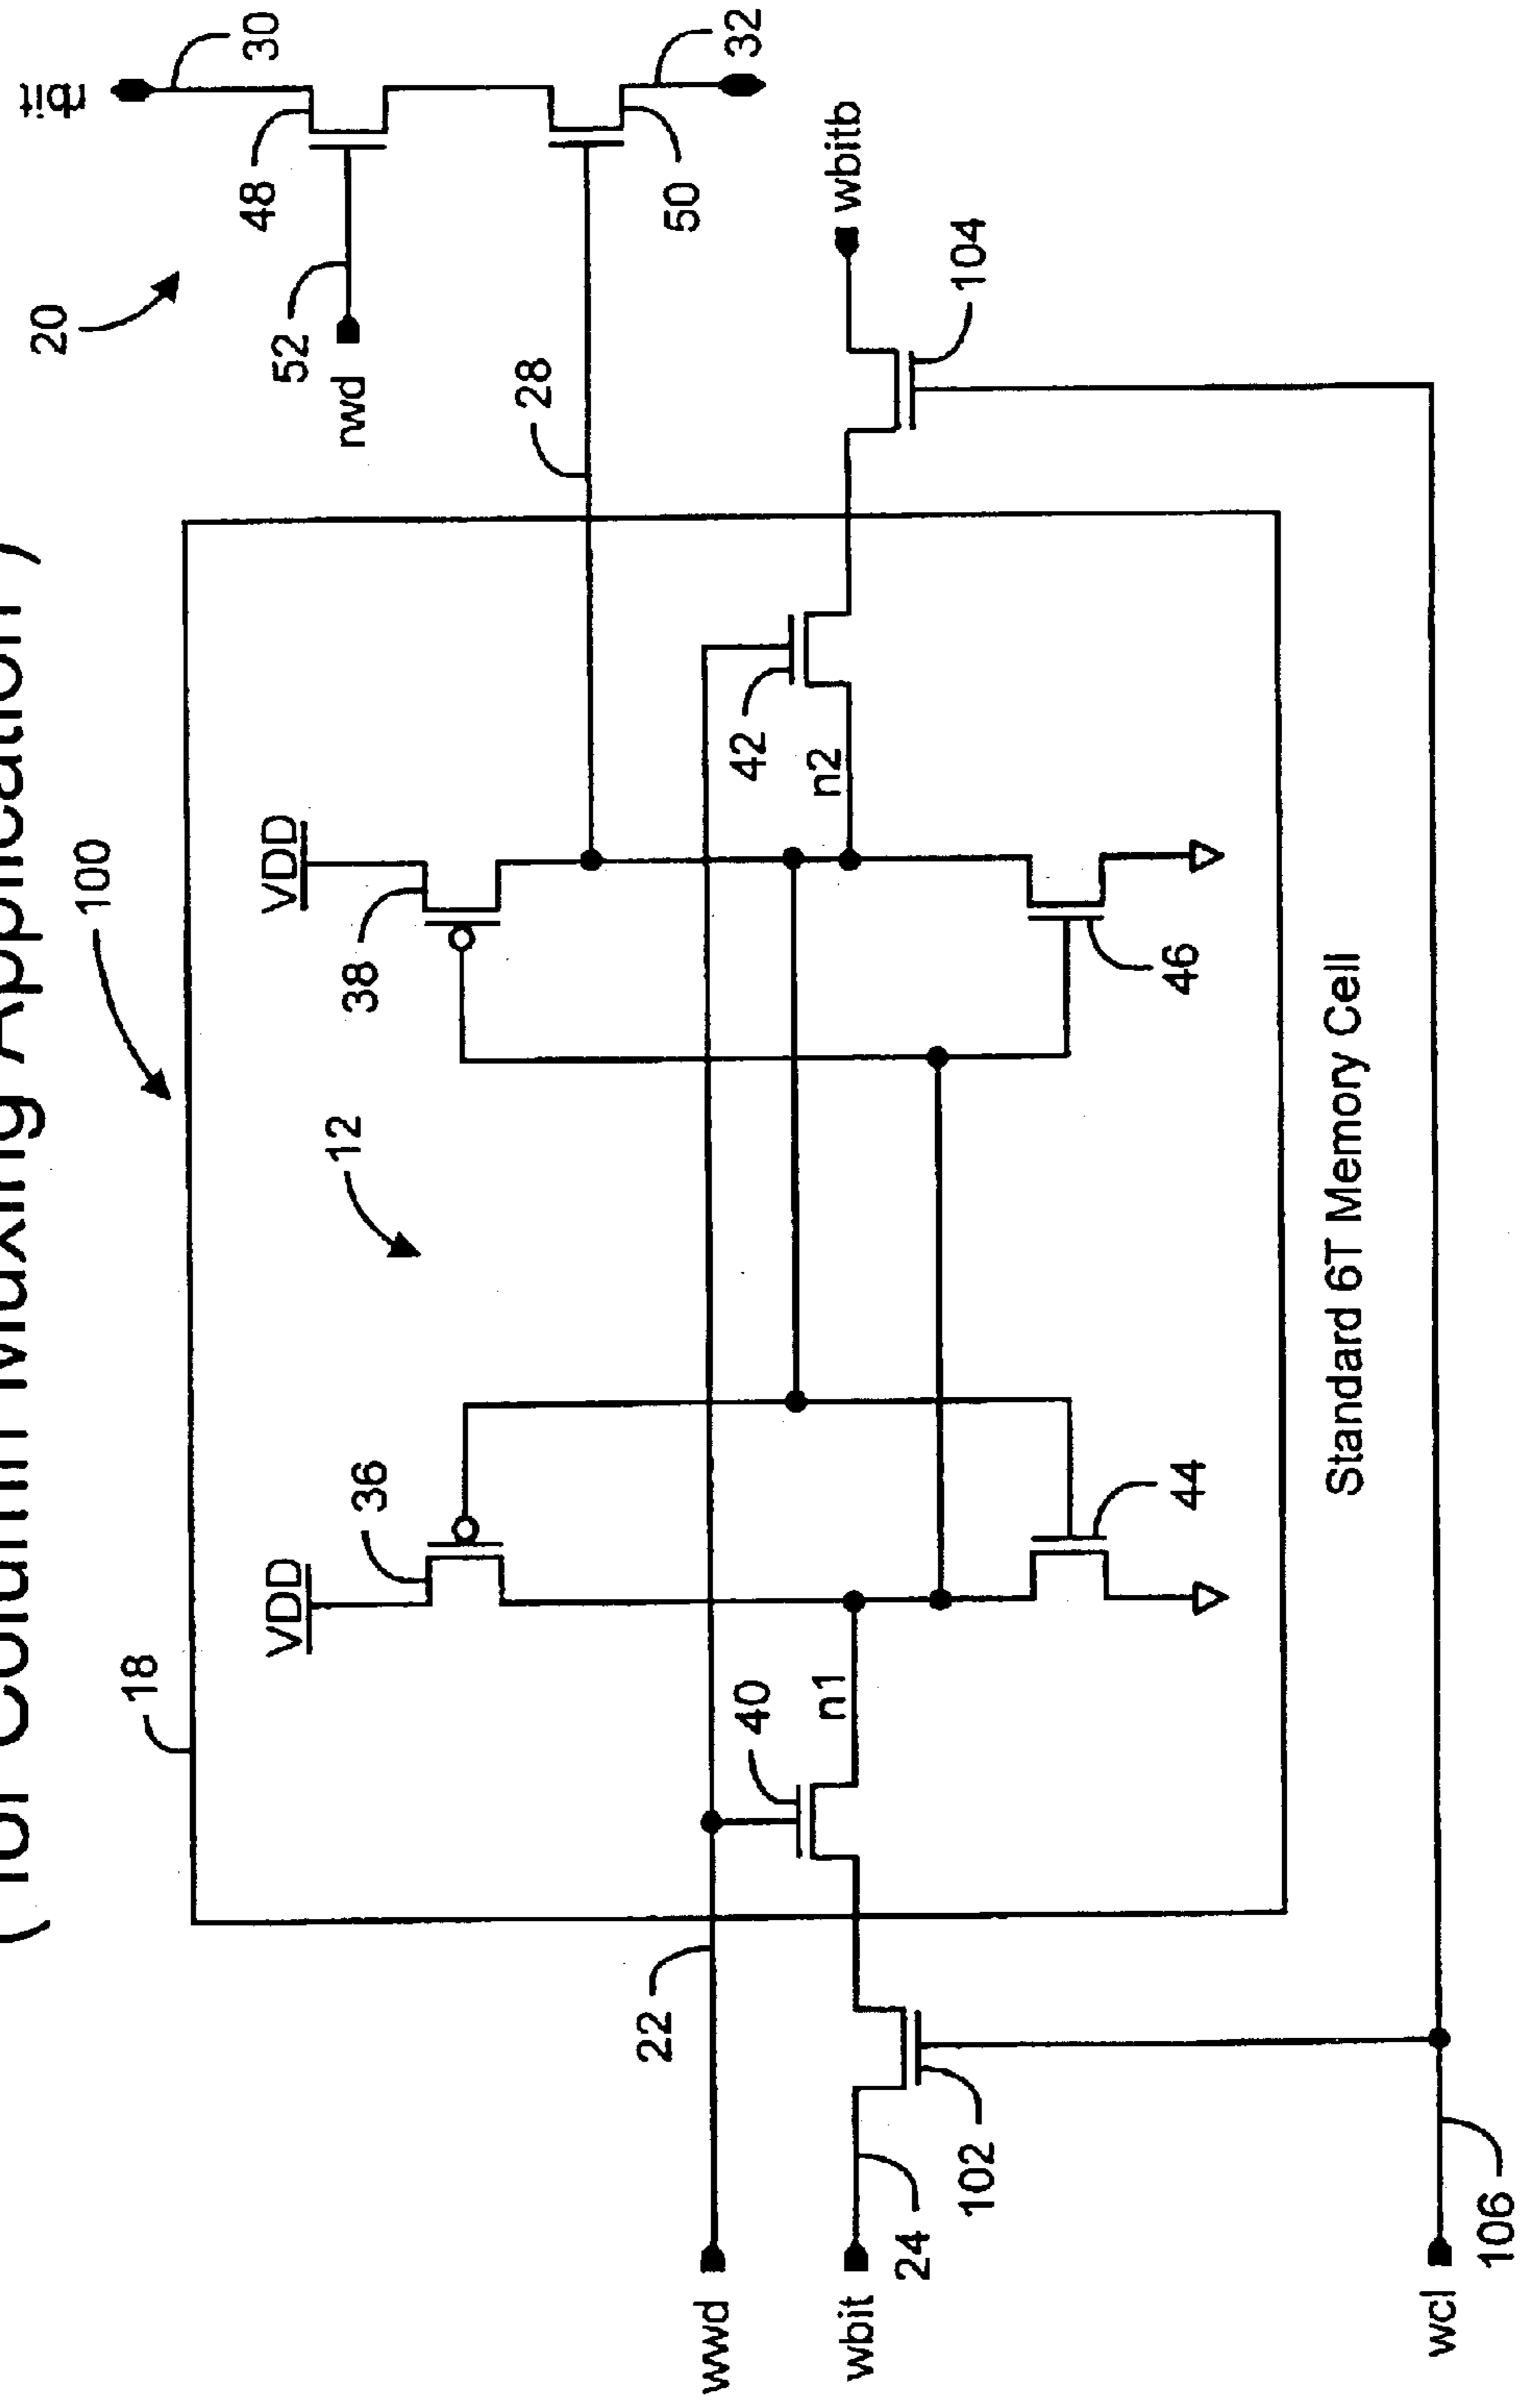 ( for Column Muxing Application )
100
20
18
30
rbit
48
52
rwd
VDD
36
VDD
38
12
28
50
32
22
40
n1
42
n2
wbitb
wwd
wbit
24
102
44
46
104
Standard 6T Memory Cell
wcl
106